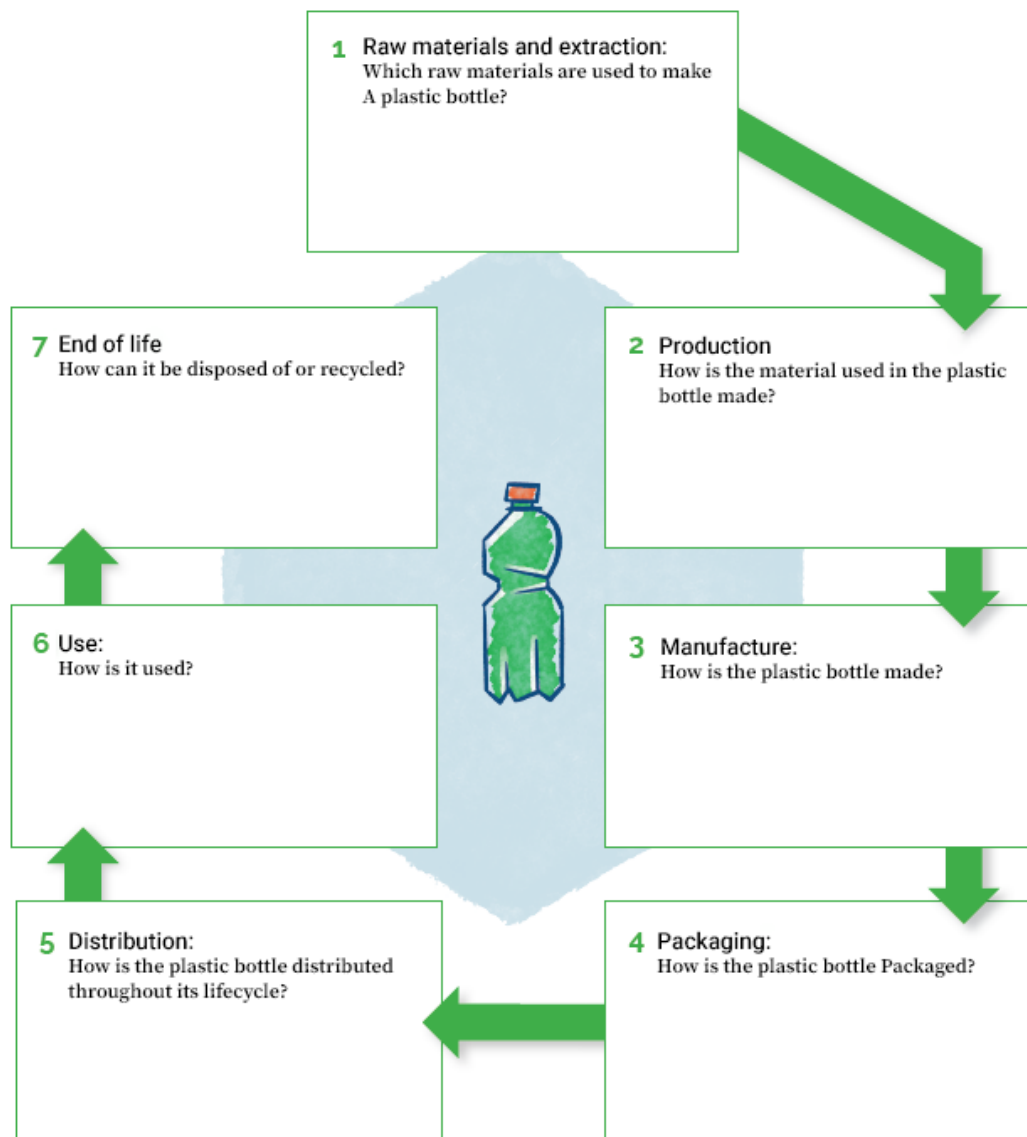 1 Raw materials and extraction:
Which raw materials are used to make
A plastic bottle?
2 Production
How is the material used in the plastic
bottle made?
3 Manufacture:
How is the plastic bottle made?
4 Packaging:
How is the plastic bottle Packaged?
5 Distribution:
How is the plastic bottle distributed
throughout its lifecycle?
6 Use:
How is it used?
7 End of life
How can it be disposed of or recycled?